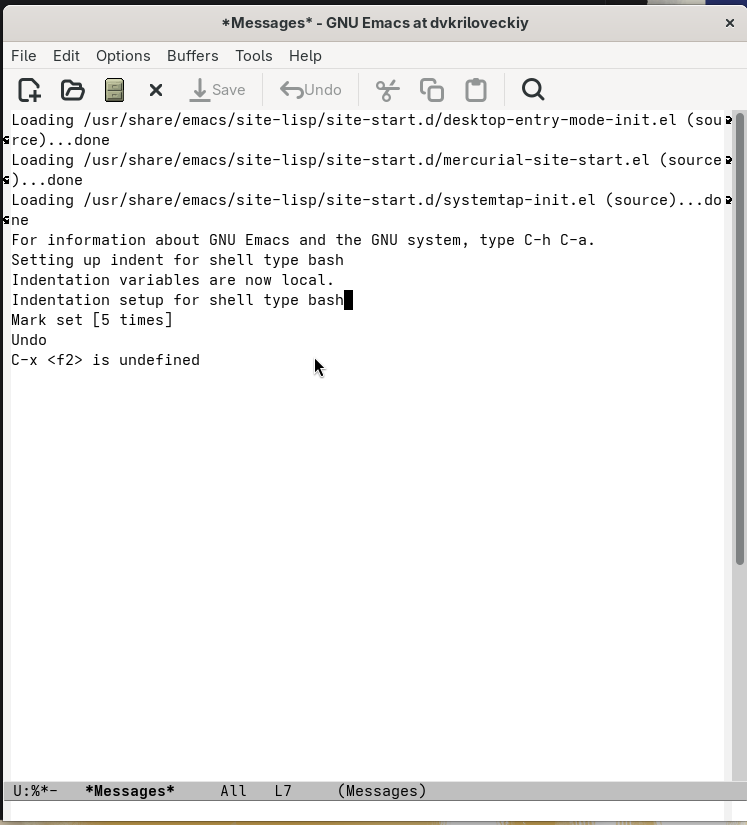 *Messages* - GNU Emacs at dvkriloveckiy
File Edit Options Buffers Tools Help
Save Undo
Loading /usr/share/emacs/site-lisp/site-start.d/desktop-entry-mode-init.el (sou
rce)...done
Loading /usr/share/emacs/site-lisp/site-start.d/mercurial-site-start.el (source
)...done
Loading /usr/share/emacs/site-lisp/site-start.d/systemtap-init.el (source)...do
ne
For information about GNU Emacs and the GNU system, type C-h C-a.
Setting up indent for shell type bash
Indentation variables are now local.
Indentation setup for shell type bash
Mark set [5 times]
Undo
C-x <f2> is undefined
U:%*- *Messages* All L7 (Messages)